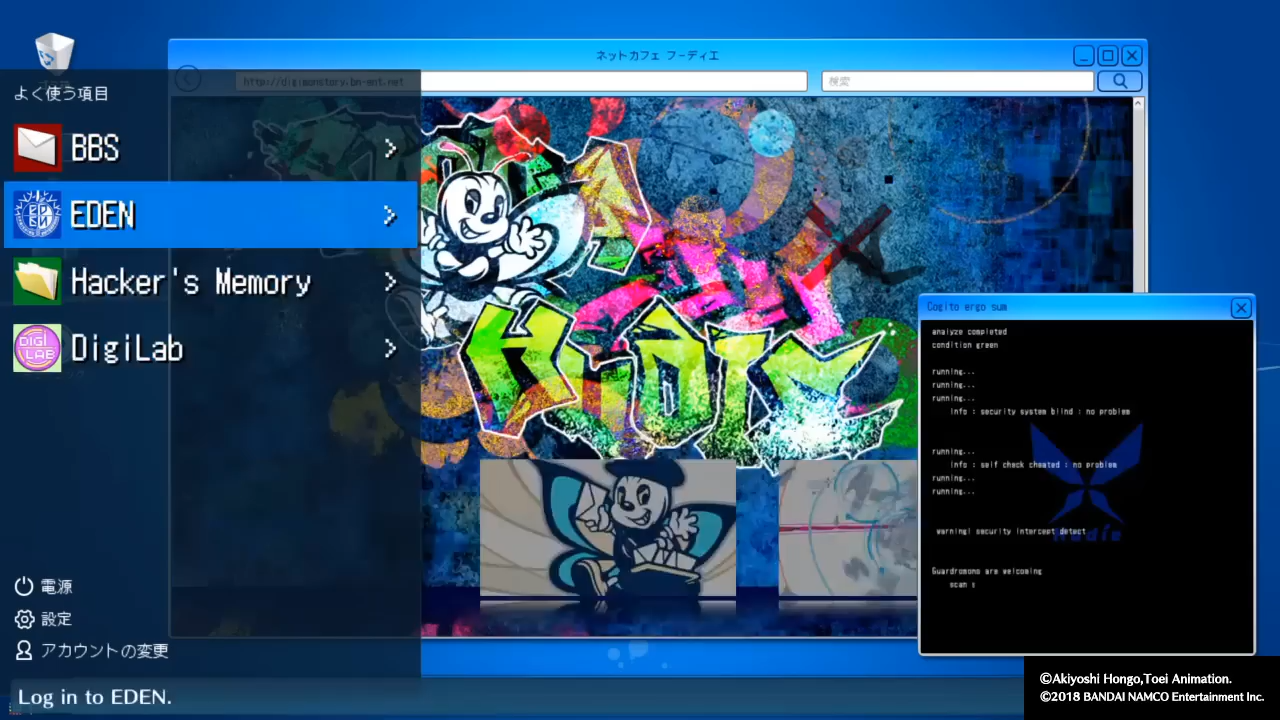 ネットカフェ フーディエ
http://digimonstory.bn-ent.net
検索
よく使う項目
BBS
EDEN
Hacker's Memory
DigiLab
DIGI
LAB
Hudie
Cogito ergo sum
analyze completed
condition green
running...
running...
running...
info : security system blind : no problem
running...
info : self check cheated : no problem
running...
running...
warning! security intercept detect
Hudie
Guardromons are welcoming
scan s
電源
設定
アカウントの変更
Log in to EDEN.
©Akiyoshi Hongo,Toei Animation.
©2018 BANDAI NAMCO Entertainment Inc.